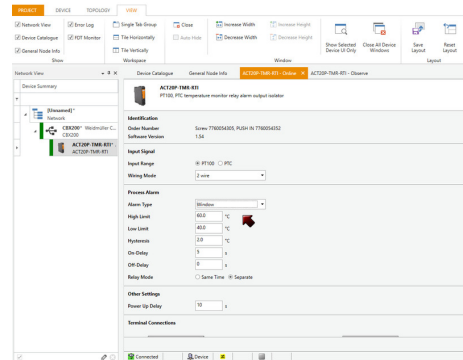 PROJECT DEVICE TOPOLOGY VIEW
Network View Error Log Single Tab Group Close Increase Width Increase Height
Device Catalogue FDT Monitor Tile Horizontally Auto Hide Decrease Width Decrease Height
General Node Info Tile Vertically
Show Selected Device UI Only
Close All Device Windows
Save Layout
Reset Layout
Show Workspace Window Layout
Network View Device Catalogue General Node Info ACT20P-TMR-RTI - Online ACT20P-TMR-RTI - Observe
Device Summary
[Unnamed]*
Network
CBX200* Weidmüller C...
CBX200
ACT20P-TMR-RTI*
ACT20P-TMR-RTI
ACT20P-TMR-RTI
PT100, PTC temperature monitor relay alarm output isolator
Identification
Order Number Screw 7760054305, PUSH IN 7760054352
Software Version 1.54
Input Signal
Input Range PT100 PTC
Wiring Mode 2 wire
Process Alarm
Alarm Type Window
High Limit 60.0 °C
Low Limit 40.0 °C
Hysteresis 2.0 °C
On-Delay 5 s
Off-Delay 0 s
Relay Mode Same Time Separate
Other Settings
Power Up Delay 10 s
Terminal Connections
Connected Device